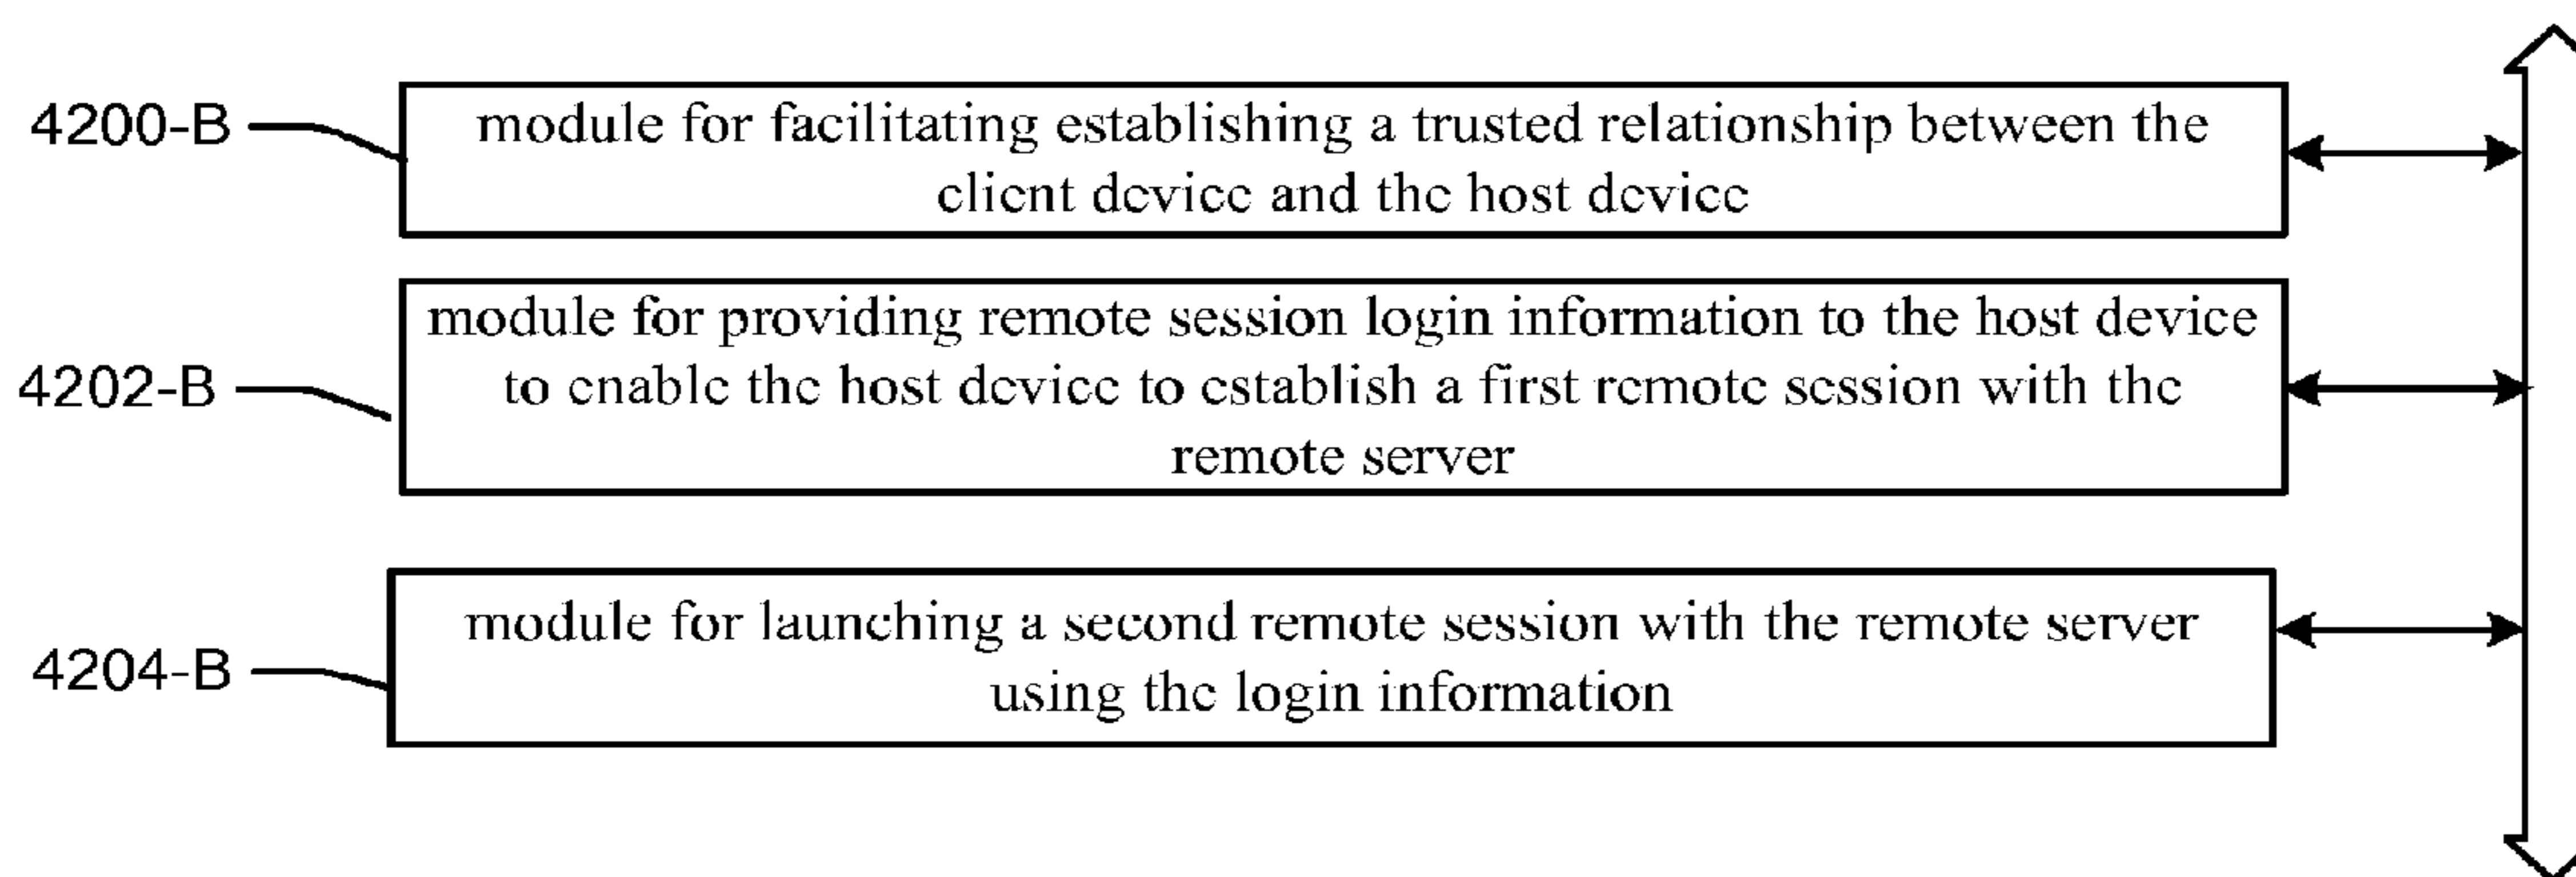 4200-B
module for facilitating establishing a trusted relationship between the
client device and the host device
4202-B
module for providing remote session login information to the host device
to enable the host device to establish a first remote session with the
remote server
4204-B
module for launching a second remote session with the remote server
using the login information